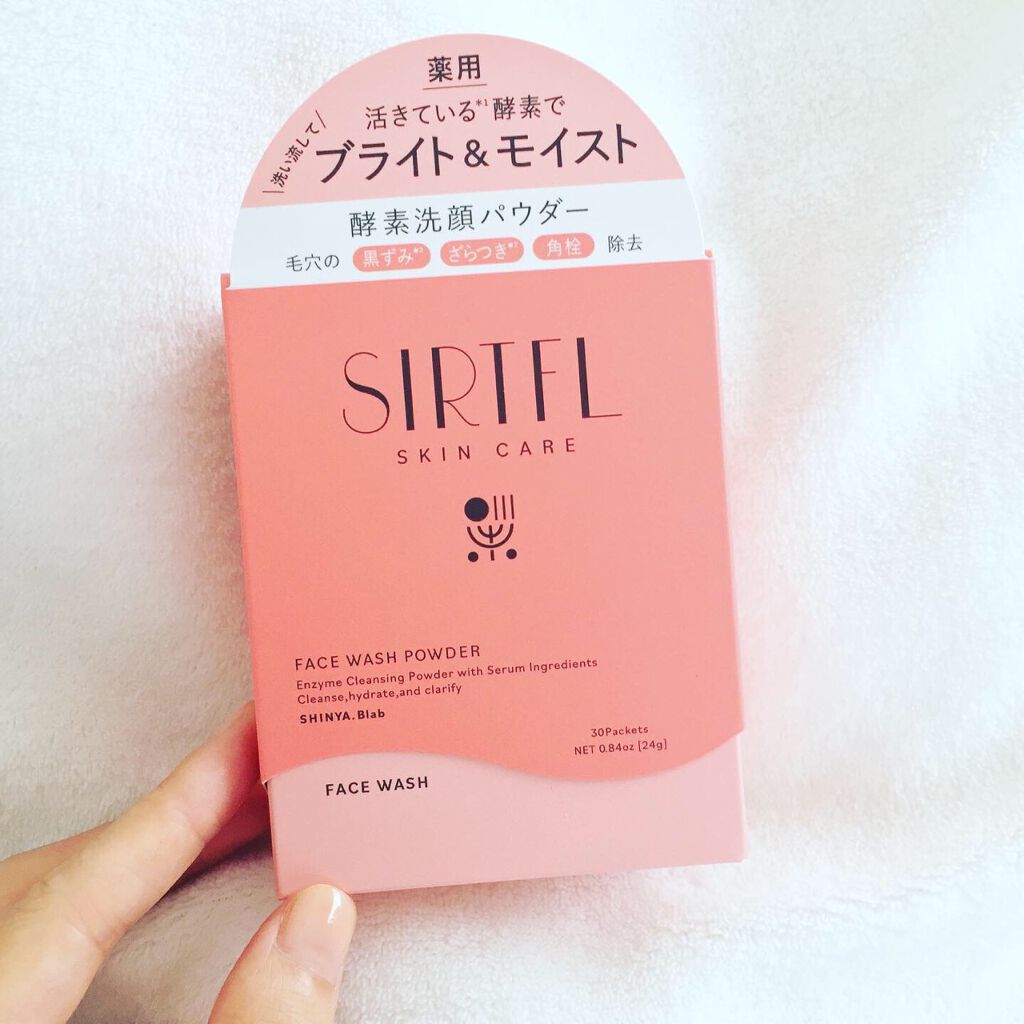 薬用
洗い流して
活きている*1酵素で
ブライト&モイスト
酵素洗顔パウダー
毛穴の 黒ずみ*2 ざらつき*2 角栓 除去
SIRTFL
SKIN CARE
FACE WASH POWDER
Enzyme Cleansing Powder with Serum Ingredients
Cleanse,hydrate,and clarify
SHINYA.Blab
30Packets
NET 0.84oz [24g]
FACE WASH